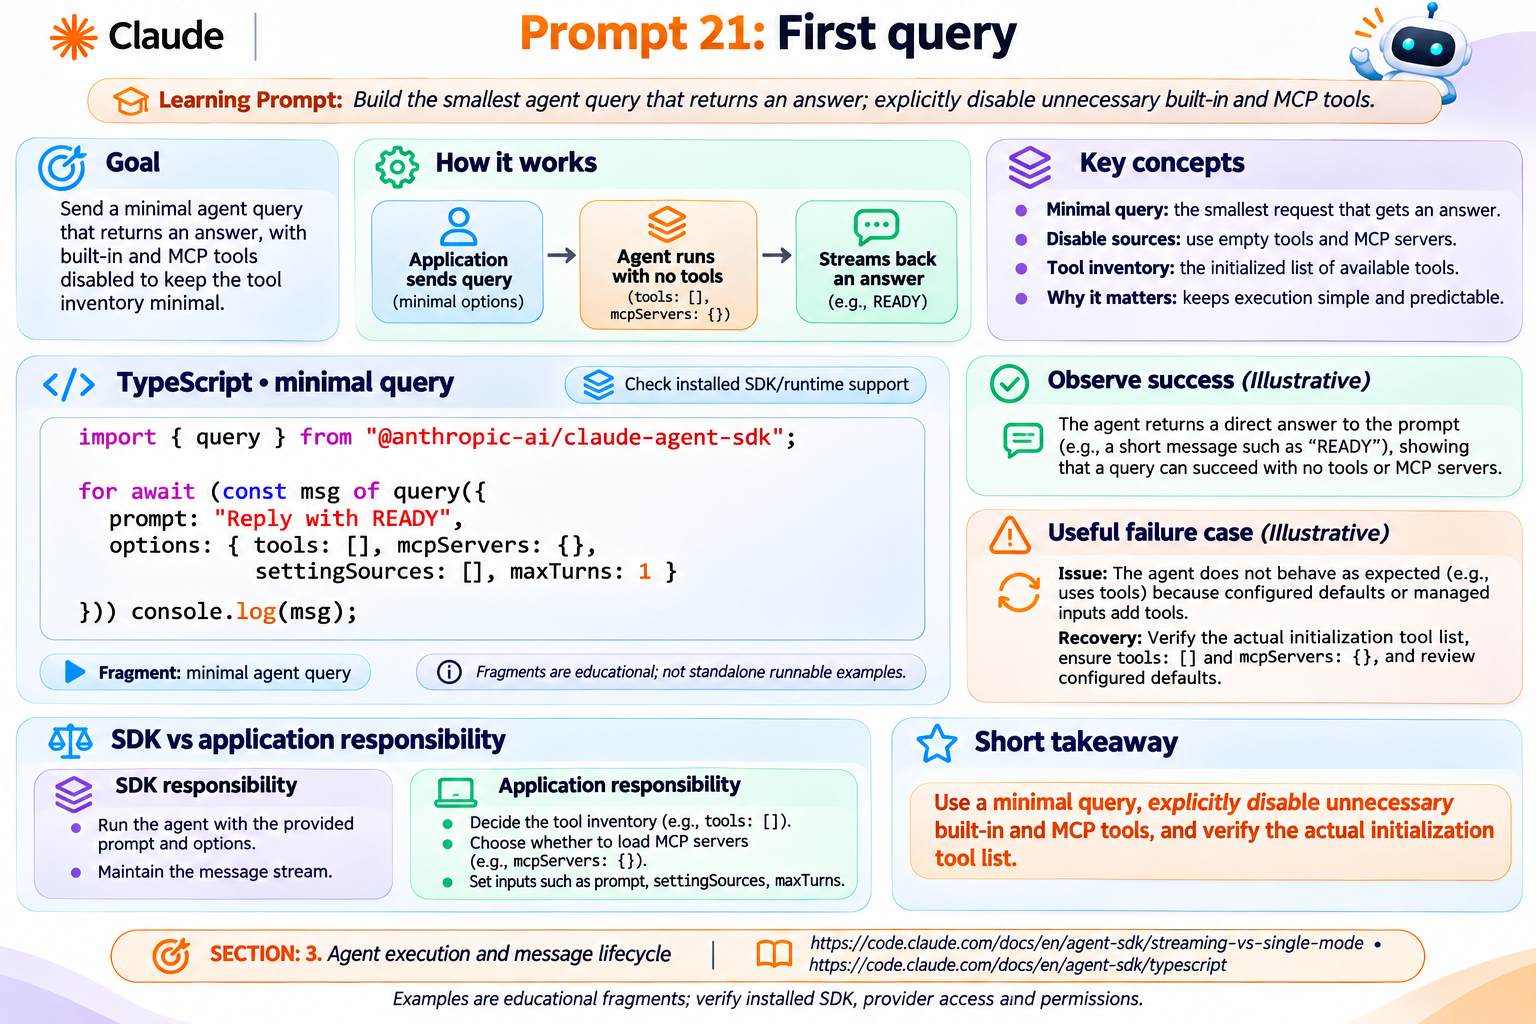 Claude
Prompt 21: First query
Learning Prompt: Build the smallest agent query that returns an answer; explicitly disable unnecessary built-in and MCP tools.
Goal
Send a minimal agent query
that returns an answer, with
built-in and MCP tools
disabled to keep the tool
inventory minimal.
How it works
Application
sends query
(minimal options)
Agent runs
with no tools
(tools: [],
mcpServers: {})
Streams back
an answer
(e.g., READY)
Key concepts
Minimal query: the smallest request that gets an answer.
Disable sources: use empty tools and MCP servers.
Tool inventory: the initialized list of available tools.
Why it matters: keeps execution simple and predictable.
TypeScript • minimal query
Check installed SDK/runtime support
import { query } from "@anthropic-ai/claude-agent-sdk";
for await (const msg of query({
prompt: "Reply with READY",
options: { tools: [], mcpServers: {},
settingSources: [], maxTurns: 1 }
})) console.log(msg);
Fragment: minimal agent query
Fragments are educational; not standalone runnable examples.
Observe success (Illustrative)
The agent returns a direct answer to the prompt
(e.g., a short message such as “READY”), showing
that a query can succeed with no tools or MCP servers.
Useful failure case (Illustrative)
Issue: The agent does not behave as expected (e.g.,
uses tools) because configured defaults or managed
inputs add tools.
Recovery: Verify the actual initialization tool list,
ensure tools: [] and mcpServers: {}, and review
configured defaults.
SDK vs application responsibility
SDK responsibility
Run the agent with the provided
prompt and options.
Maintain the message stream.
Application responsibility
Decide the tool inventory (e.g., tools: []).
Choose whether to load MCP servers
(e.g., mcpServers: {}).
Set inputs such as prompt, settingSources, maxTurns.
Short takeaway
Use a minimal query, explicitly disable unnecessary
built-in and MCP tools, and verify the actual initialization
tool list.
SECTION: 3. Agent execution and message lifecycle
https://code.claude.com/docs/en/agent-sdk/streaming-vs-single-mode •
https://code.claude.com/docs/en/agent-sdk/typescript
Examples are educational fragments; verify installed SDK, provider access and permissions.